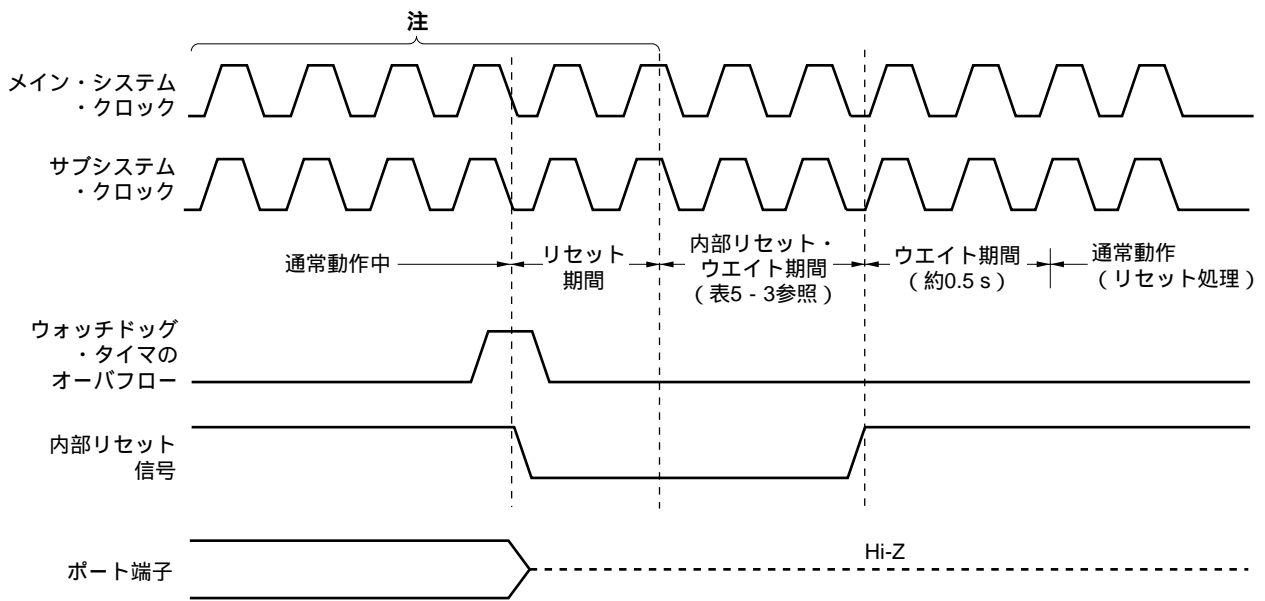 注
メイン・システム
・クロック
サブシステム
・クロック
通常動作中
リセット
期間
内部リセット・
ウエイト期間
（表5 - 3参照）
ウエイト期間
（約0.5 s）
通常動作
（リセット処理）
ウォッチドッグ
・タイマの
オーバフロー
内部リセット
信号
ポート端子
Hi-Z